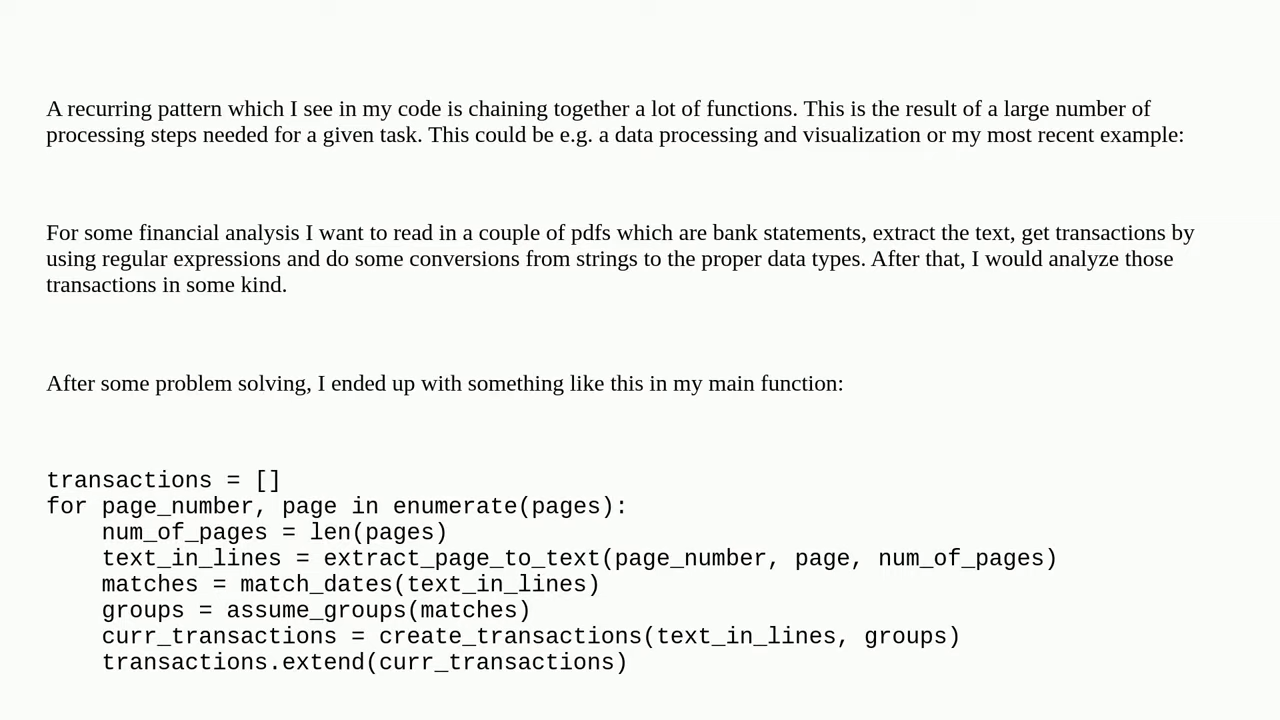 A recurring pattern which I see in my code is chaining together a lot of functions. This is the result of a large number of
processing steps needed for a given task. This could be e.g. a data processing and visualization or my most recent example:
For some financial analysis I want to read in a couple of pdfs which are bank statements, extract the text, get transactions by
using regular expressions and do some conversions from strings to the proper data types. After that, I would analyze those
transactions in some kind.
After some problem solving, I ended up with something like this in my main function:
transactions = []
for page_number, page in enumerate(pages):
    num_of_pages = len(pages)
    text_in_lines = extract_page_to_text(page_number, page, num_of_pages)
    matches = match_dates(text_in_lines)
    groups = assume_groups(matches)
    curr_transactions = create_transactions(text_in_lines, groups)
    transactions.extend(curr_transactions)